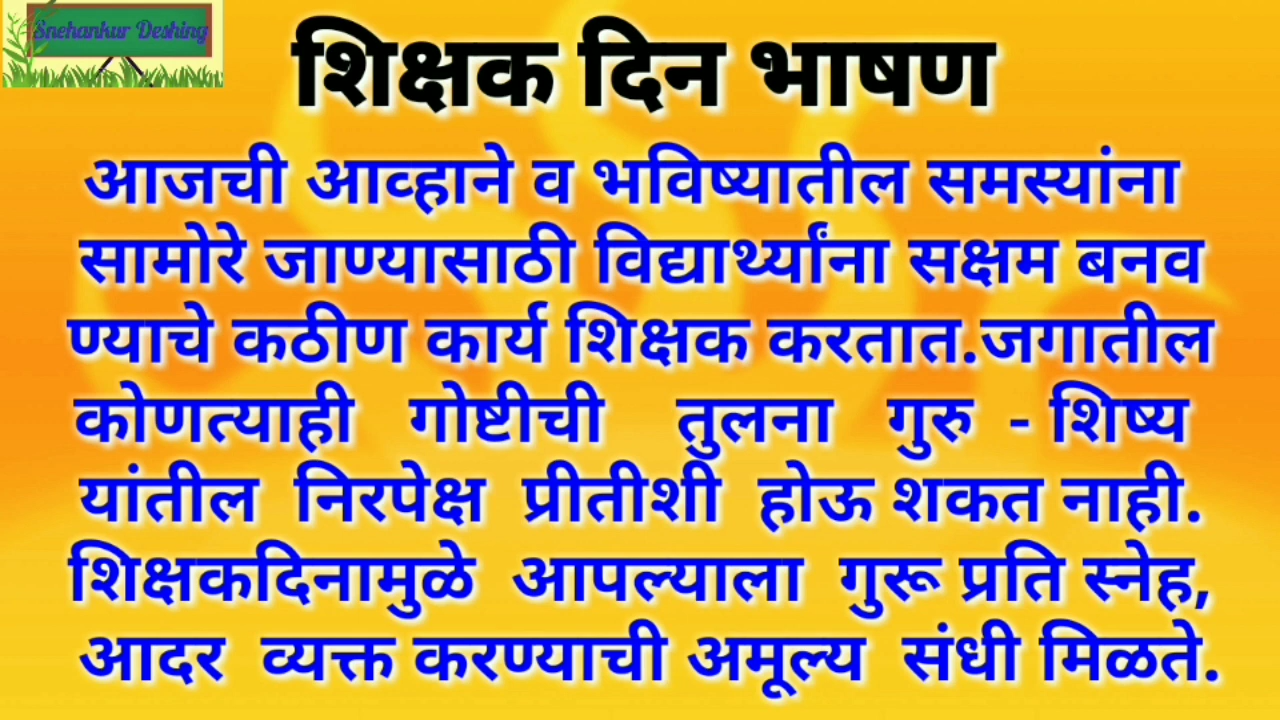 Snehankur Deshing
शिक्षक दिन भाषण
आजची आव्हाने व भविष्यातील समस्यांना
सामोरे जाण्यासाठी विद्यार्थ्यांना सक्षम बनव
ण्याचे कठीण कार्य शिक्षक करतात.जगातील
कोणत्याही गोष्टीची तुलना गुरु - शिष्य
यांतील निरपेक्ष प्रीतीशी होऊ शकत नाही.
शिक्षकदिनामुळे आपल्याला गुरू प्रति स्नेह,
आदर व्यक्त करण्याची अमूल्य संधी मिळते.